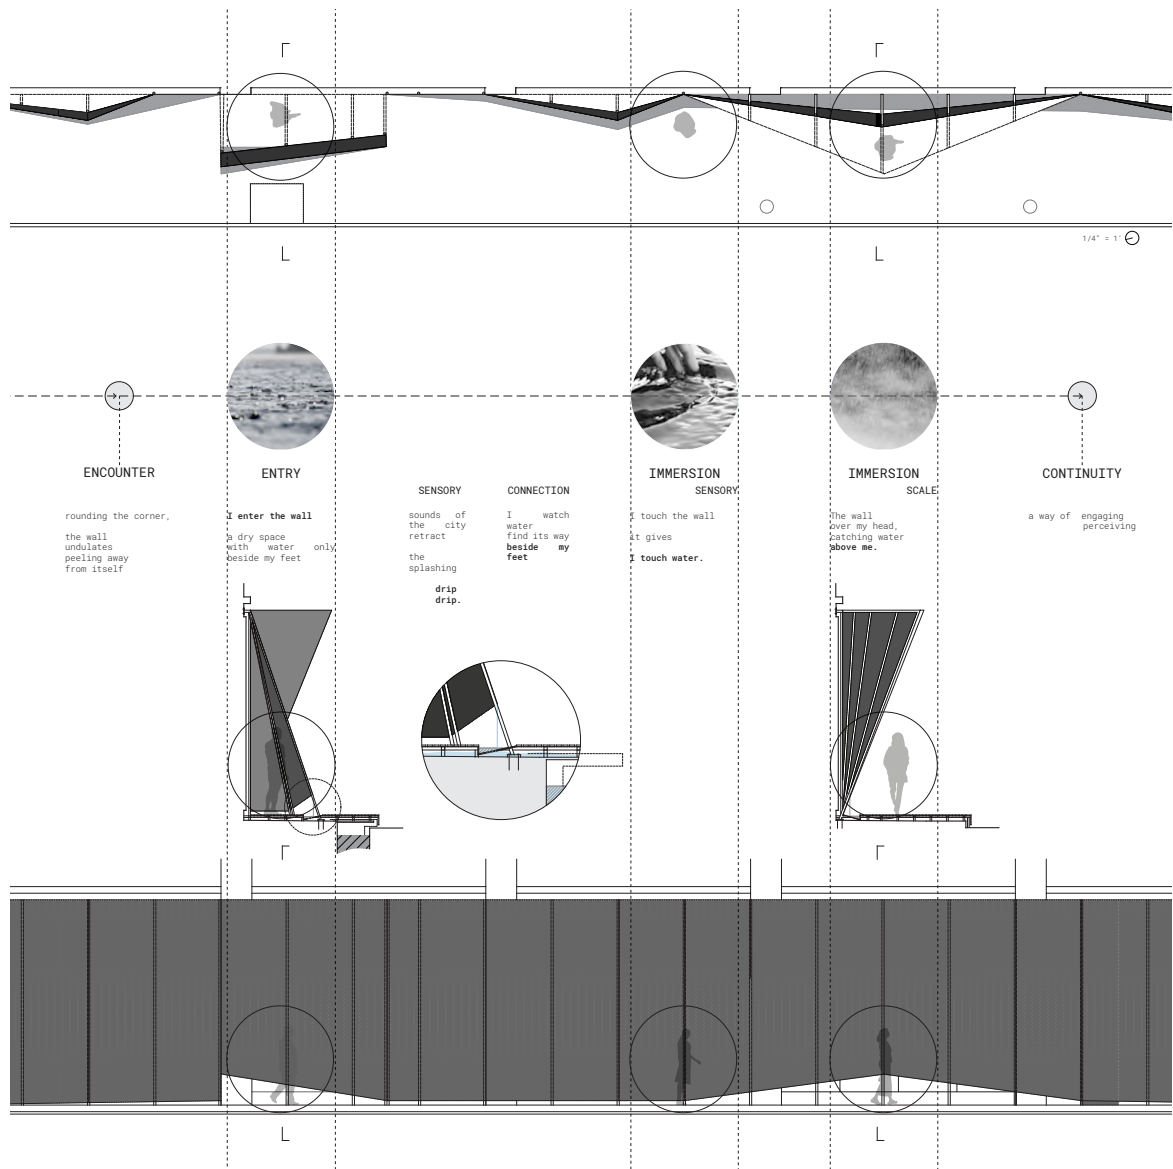 1/4" = 1'
ENCOUNTER
rounding the corner,
the wall
undulates
peeling away
from itself
ENTRY
I enter the wall
a dry space
with water only
beside my feet
SENSORY
sounds of
the city
retract
the
splashing
drip
drip.
CONNECTION
I watch
water
find its way
beside my
feet
IMMERSION
SENSORY
I touch the wall
it gives
I touch water.
IMMERSION
SCALE
The wall
over my head,
catching water
above me.
CONTINUITY
a way of engaging
perceiving